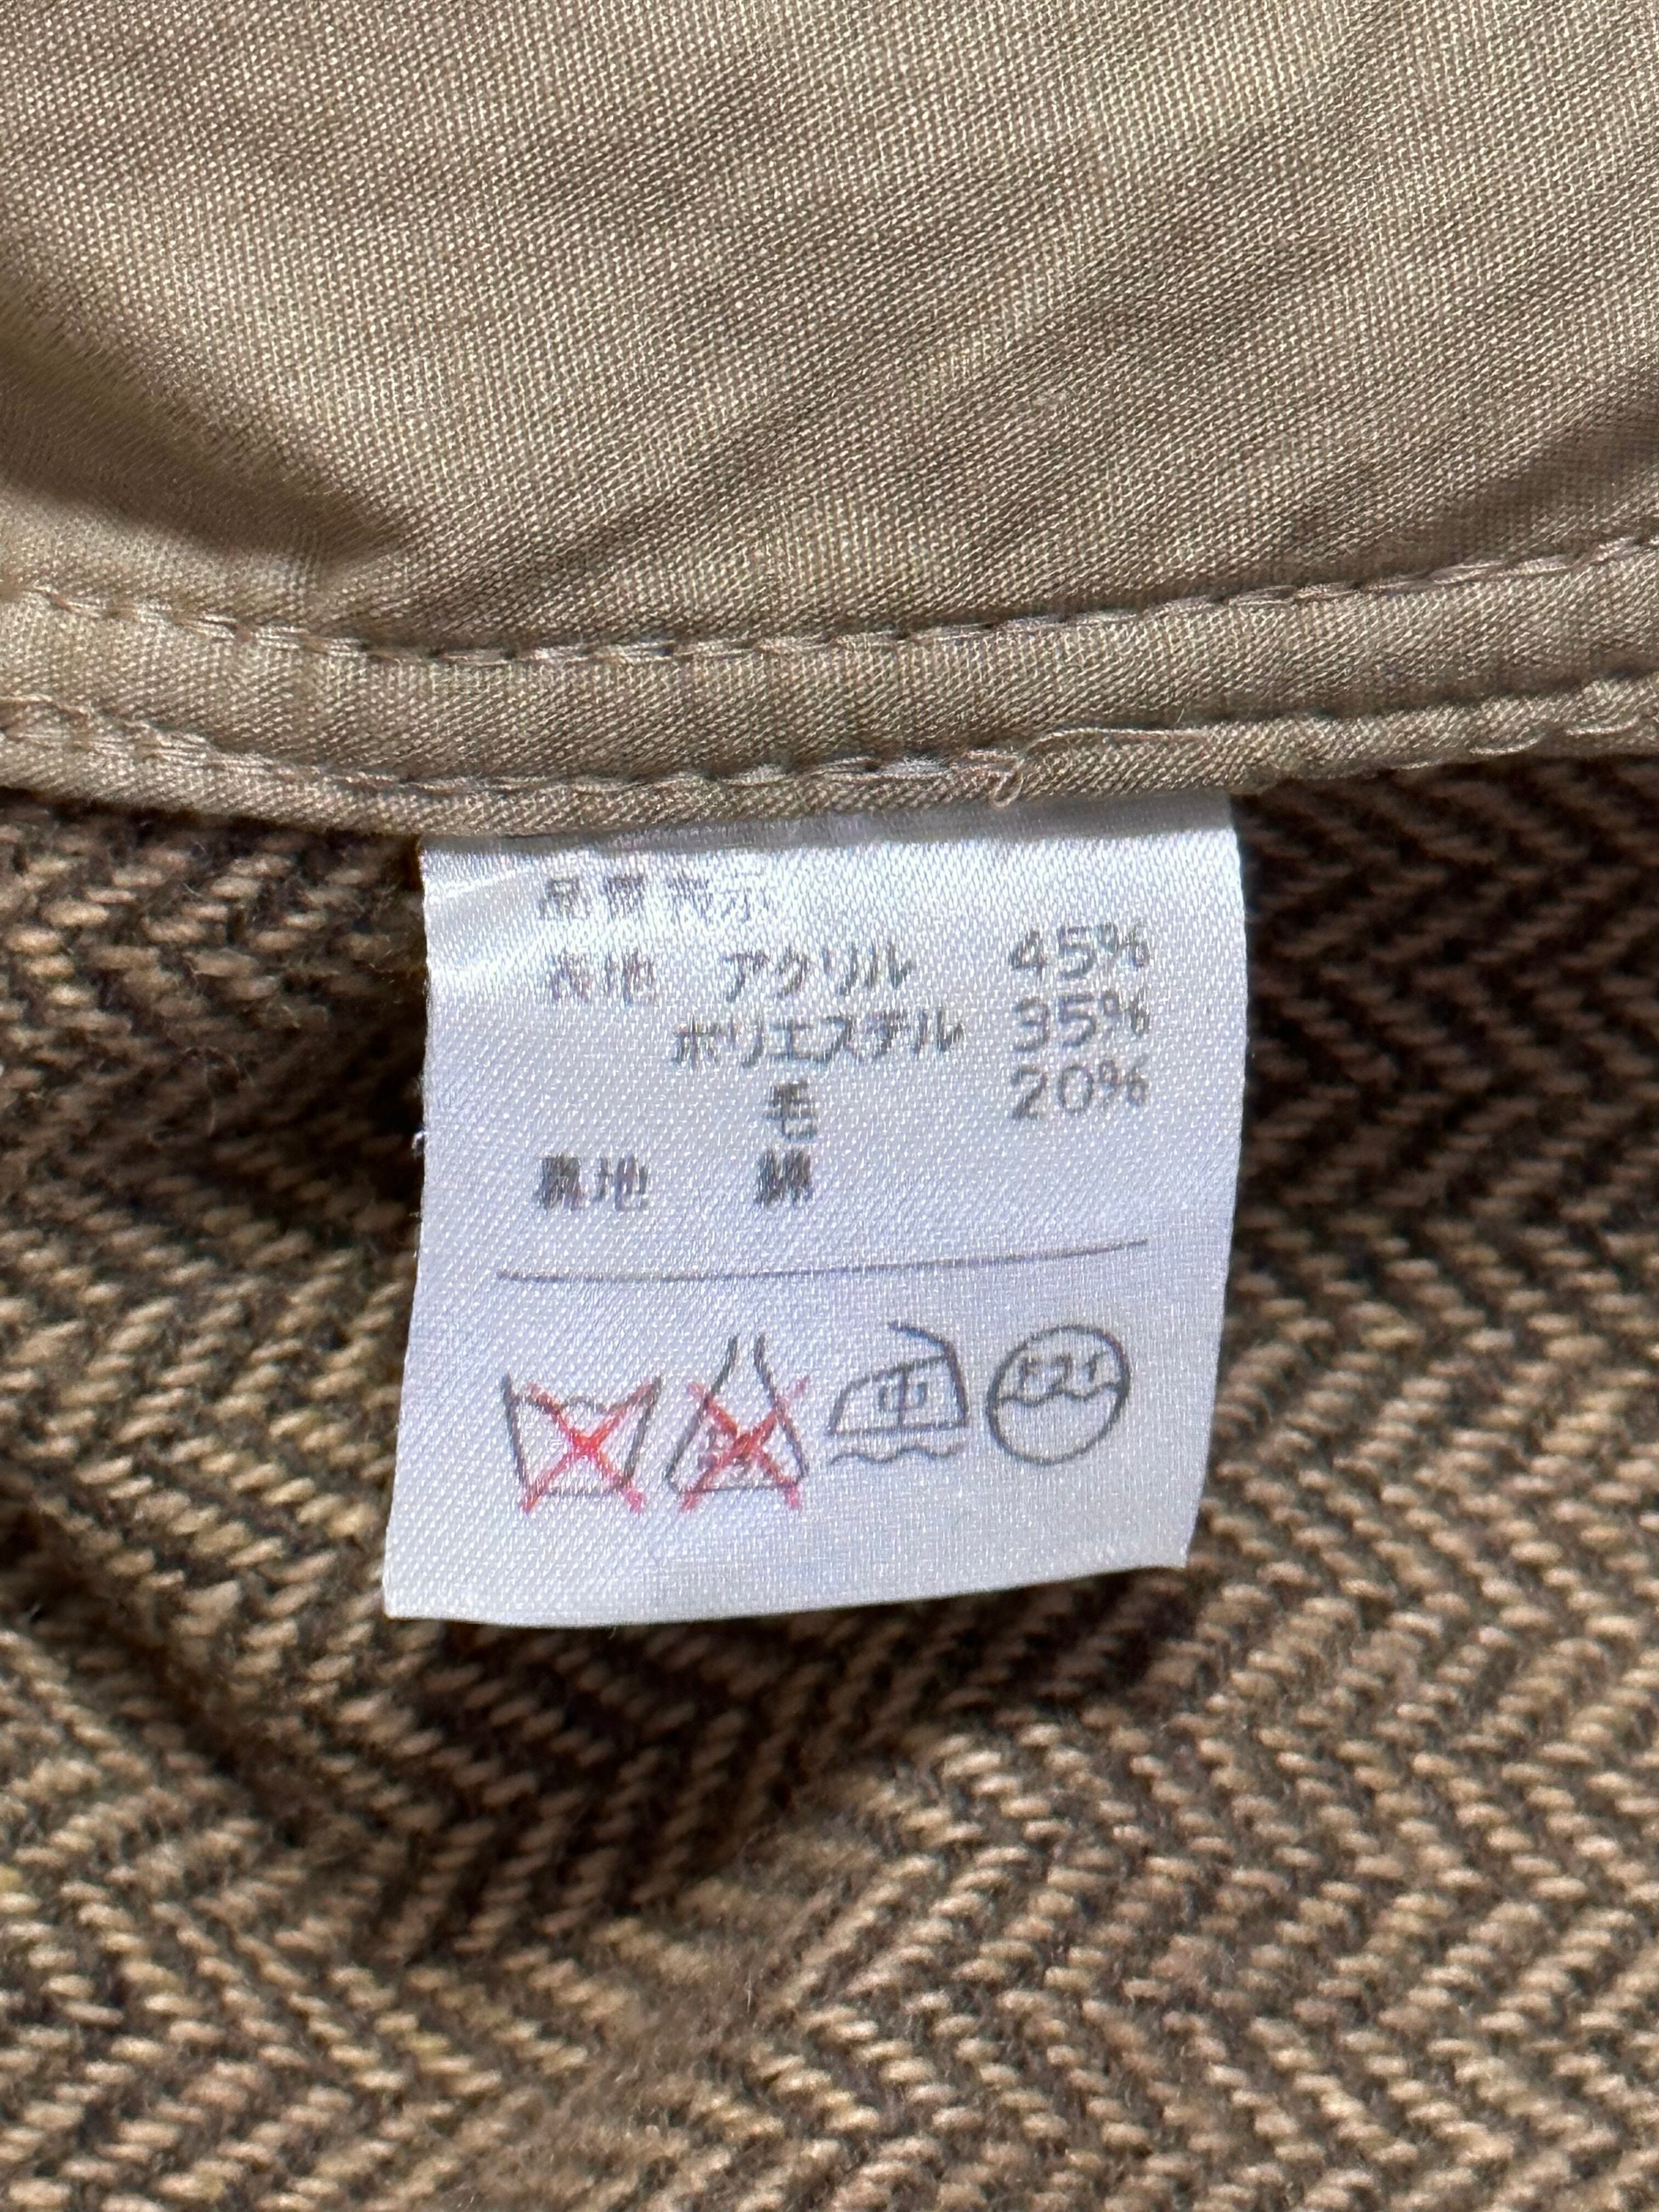 品質表示
表地 アクリル 45%
ポリエステル 35%
毛 20%
裏地 綿
中